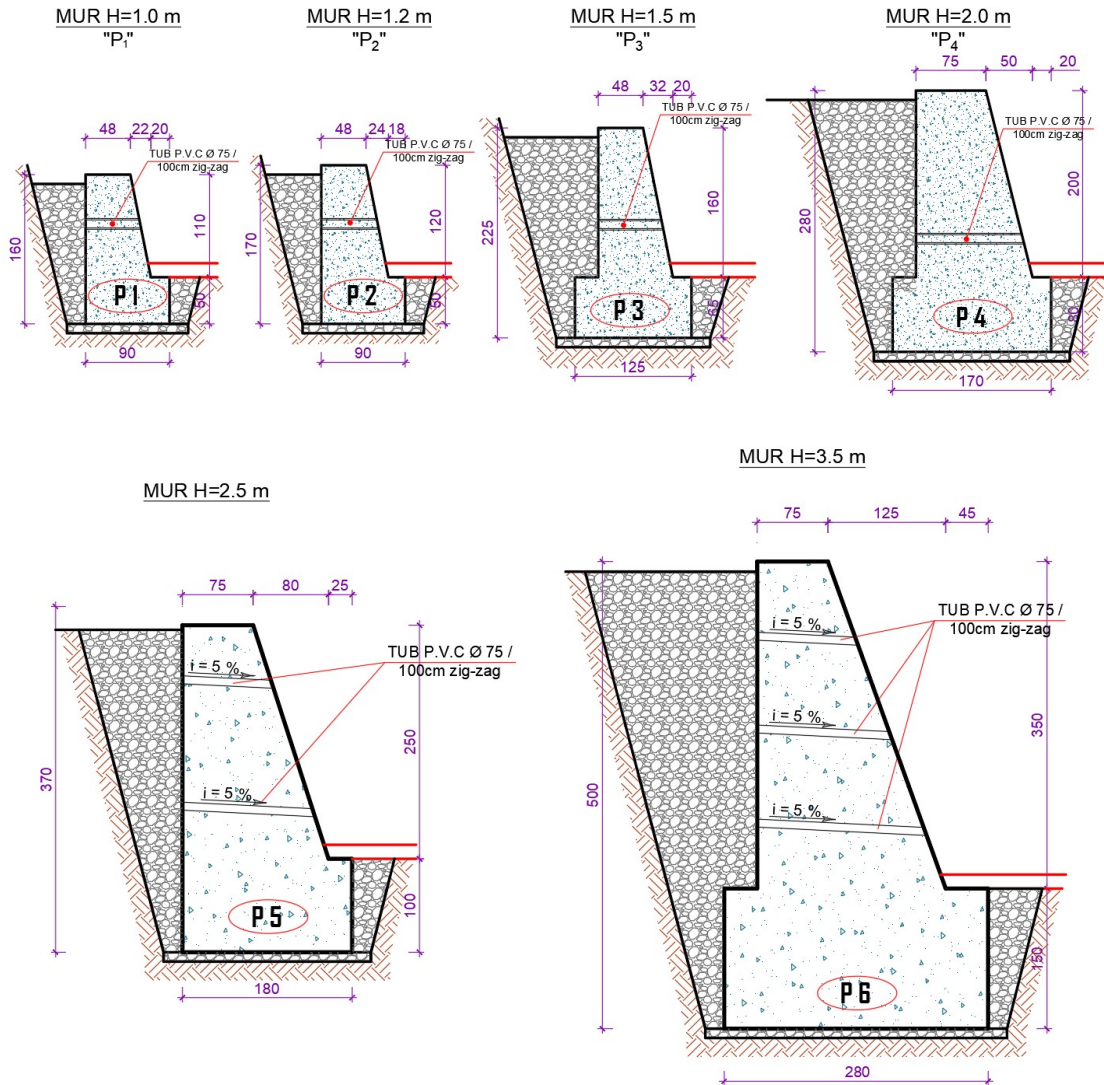 MUR H=1.0 m
"P₁"
48 22 20
TUB P.V.C Ø 75 /
100cm zig-zag
160
110
50
P1
90
MUR H=1.2 m
"P₂"
48 24 18
TUB P.V.C Ø 75 /
100cm zig-zag
170
120
50
P2
90
MUR H=1.5 m
"P₃"
48 32 20
TUB P.V.C Ø 75 /
100cm zig-zag
225
160
65
P3
125
MUR H=2.0 m
"P₄"
75 50 20
TUB P.V.C Ø 75 /
100cm zig-zag
280
200
80
P4
170
MUR H=2.5 m
75 80 25
TUB P.V.C Ø 75 /
100cm zig-zag
i = 5 %
i = 5 %
370
250
100
P5
180
MUR H=3.5 m
75 125 45
TUB P.V.C Ø 75 /
100cm zig-zag
i = 5 %
i = 5 %
i = 5 %
500
350
150
P6
280